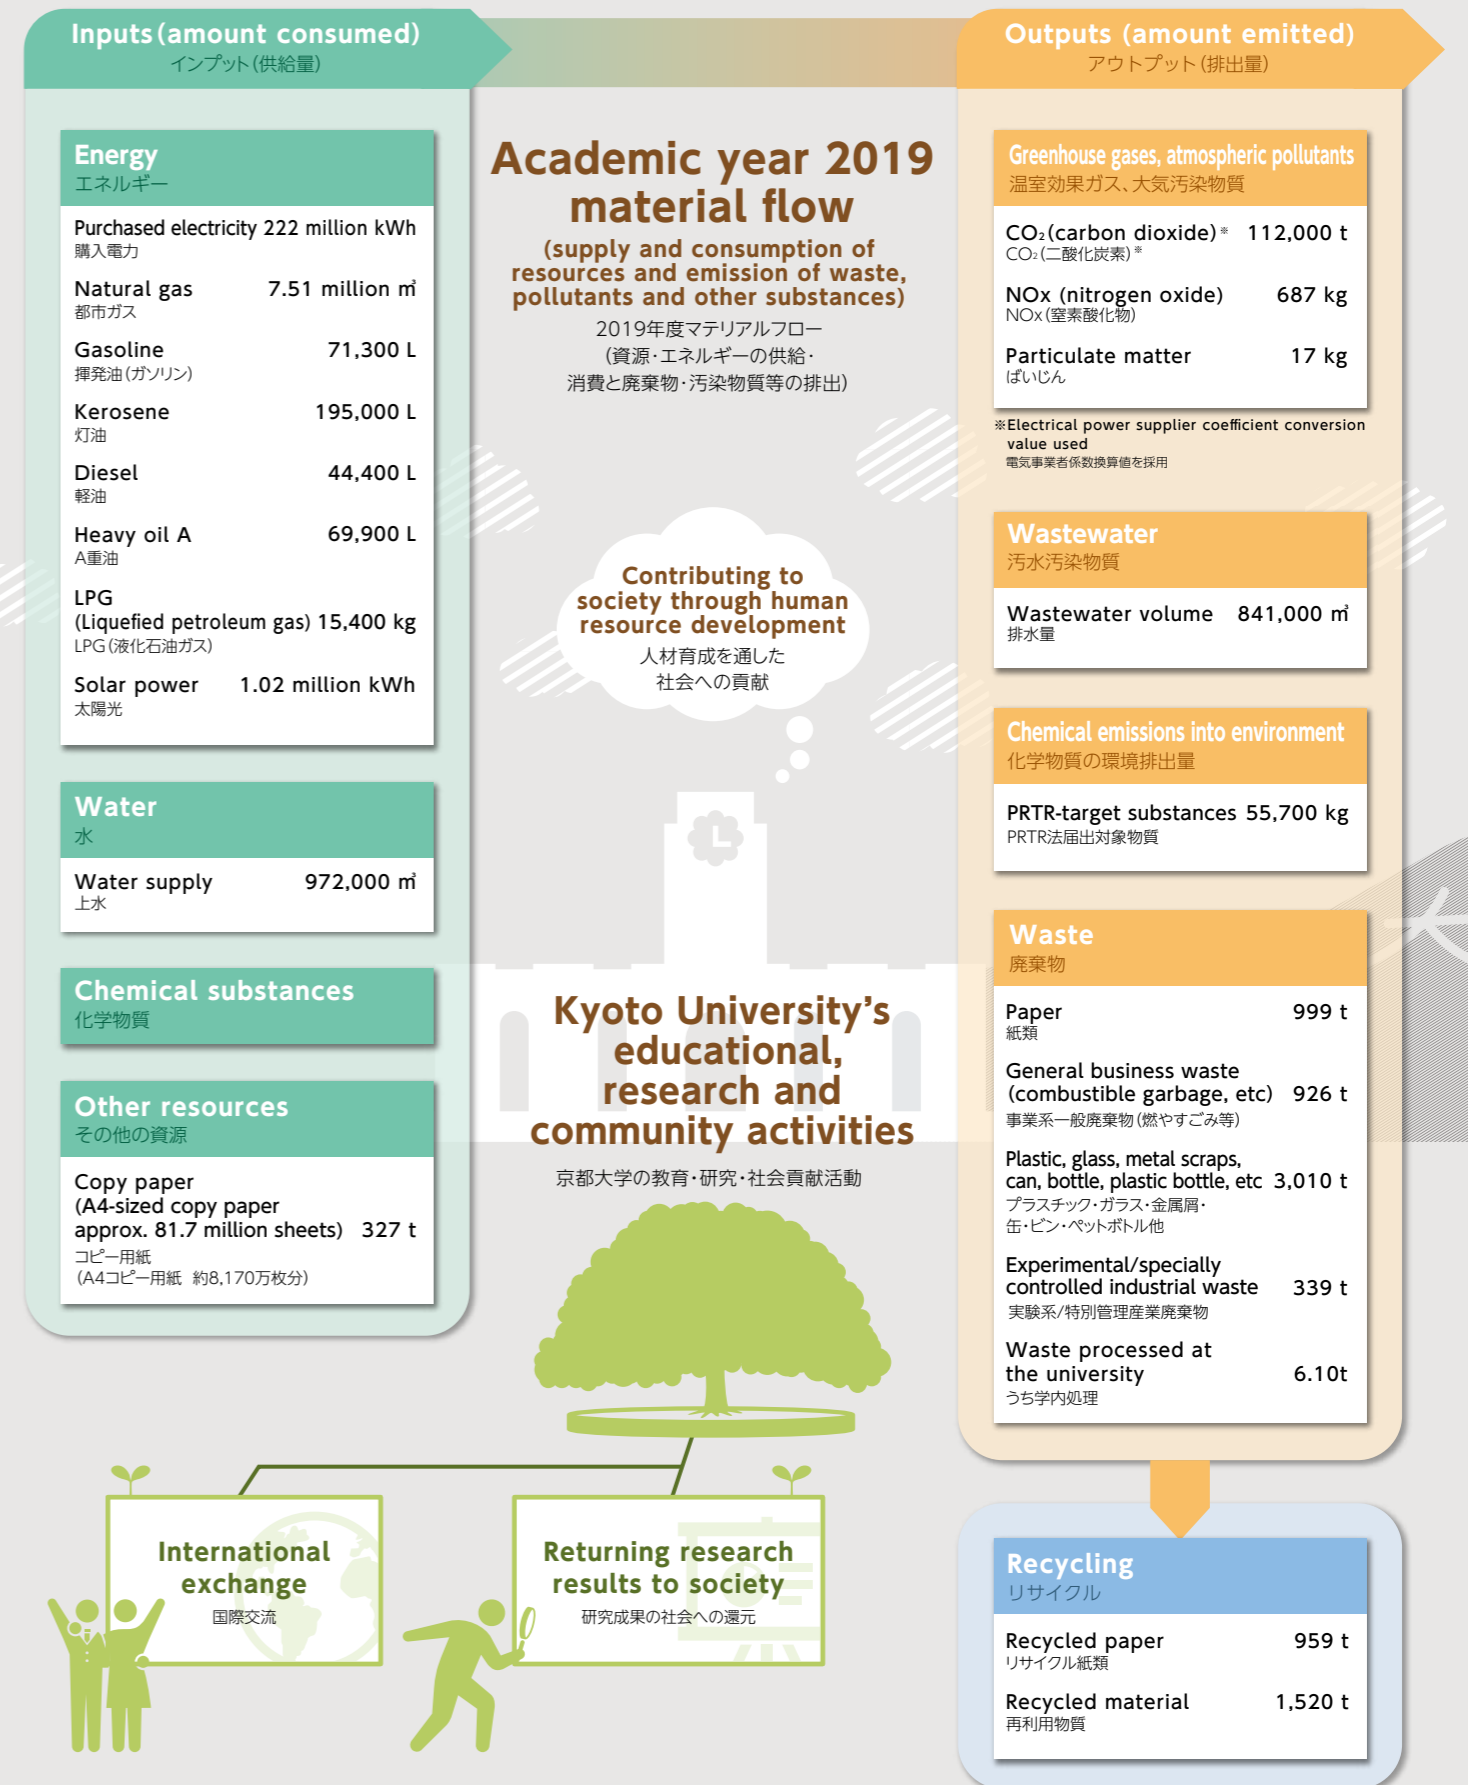 Inputs (amount consumed)
インプット（供給量）
Energy
エネルギー
Purchased electricity 222 million kWh
購入電力
Natural gas 7.51 million ㎥
都市ガス
Gasoline 71,300 L
揮発油（ガソリン）
Kerosene 195,000 L
灯油
Diesel 44,400 L
軽油
Heavy oil A 69,900 L
A重油
LPG
(Liquefied petroleum gas) 15,400 kg
LPG（液化石油ガス）
Solar power 1.02 million kWh
太陽光
Water
水
Water supply 972,000 ㎥
上水
Chemical substances
化学物質
Other resources
その他の資源
Copy paper
(A4-sized copy paper
approx. 81.7 million sheets) 327 t
コピー用紙
（A4コピー用紙 約8,170万枚分）
Academic year 2019
material flow
(supply and consumption of
resources and emission of waste,
pollutants and other substances)
2019年度マテリアルフロー
（資源・エネルギーの供給・
消費と廃棄物・汚染物質等の排出）
Contributing to
society through human
resource development
人材育成を通した
社会への貢献
Kyoto University's
educational,
research and
community activities
京都大学の教育・研究・社会貢献活動
International
exchange
国際交流
Returning research
results to society
研究成果の社会への還元
Outputs (amount emitted)
アウトプット（排出量）
Greenhouse gases, atmospheric pollutants
温室効果ガス、大気汚染物質
CO₂(carbon dioxide)※ 112,000 t
CO₂（二酸化炭素）※
NOx (nitrogen oxide) 687 kg
NOx（窒素酸化物）
Particulate matter 17 kg
ばいじん
※Electrical power supplier coefficient conversion
value used
電気事業者係数換算値を採用
Wastewater
汚水汚染物質
Wastewater volume 841,000 ㎥
排水量
Chemical emissions into environment
化学物質の環境排出量
PRTR-target substances 55,700 kg
PRTR法届出対象物質
Waste
廃棄物
Paper 999 t
紙類
General business waste
(combustible garbage, etc) 926 t
事業系一般廃棄物（燃やすごみ等）
Plastic, glass, metal scraps,
can, bottle, plastic bottle, etc 3,010 t
プラスチック・ガラス・金属屑・
缶・ビン・ペットボトル他
Experimental/specially
controlled industrial waste 339 t
実験系/特別管理産業廃棄物
Waste processed at
the university 6.10t
うち学内処理
Recycling
リサイクル
Recycled paper 959 t
リサイクル紙類
Recycled material 1,520 t
再利用物質